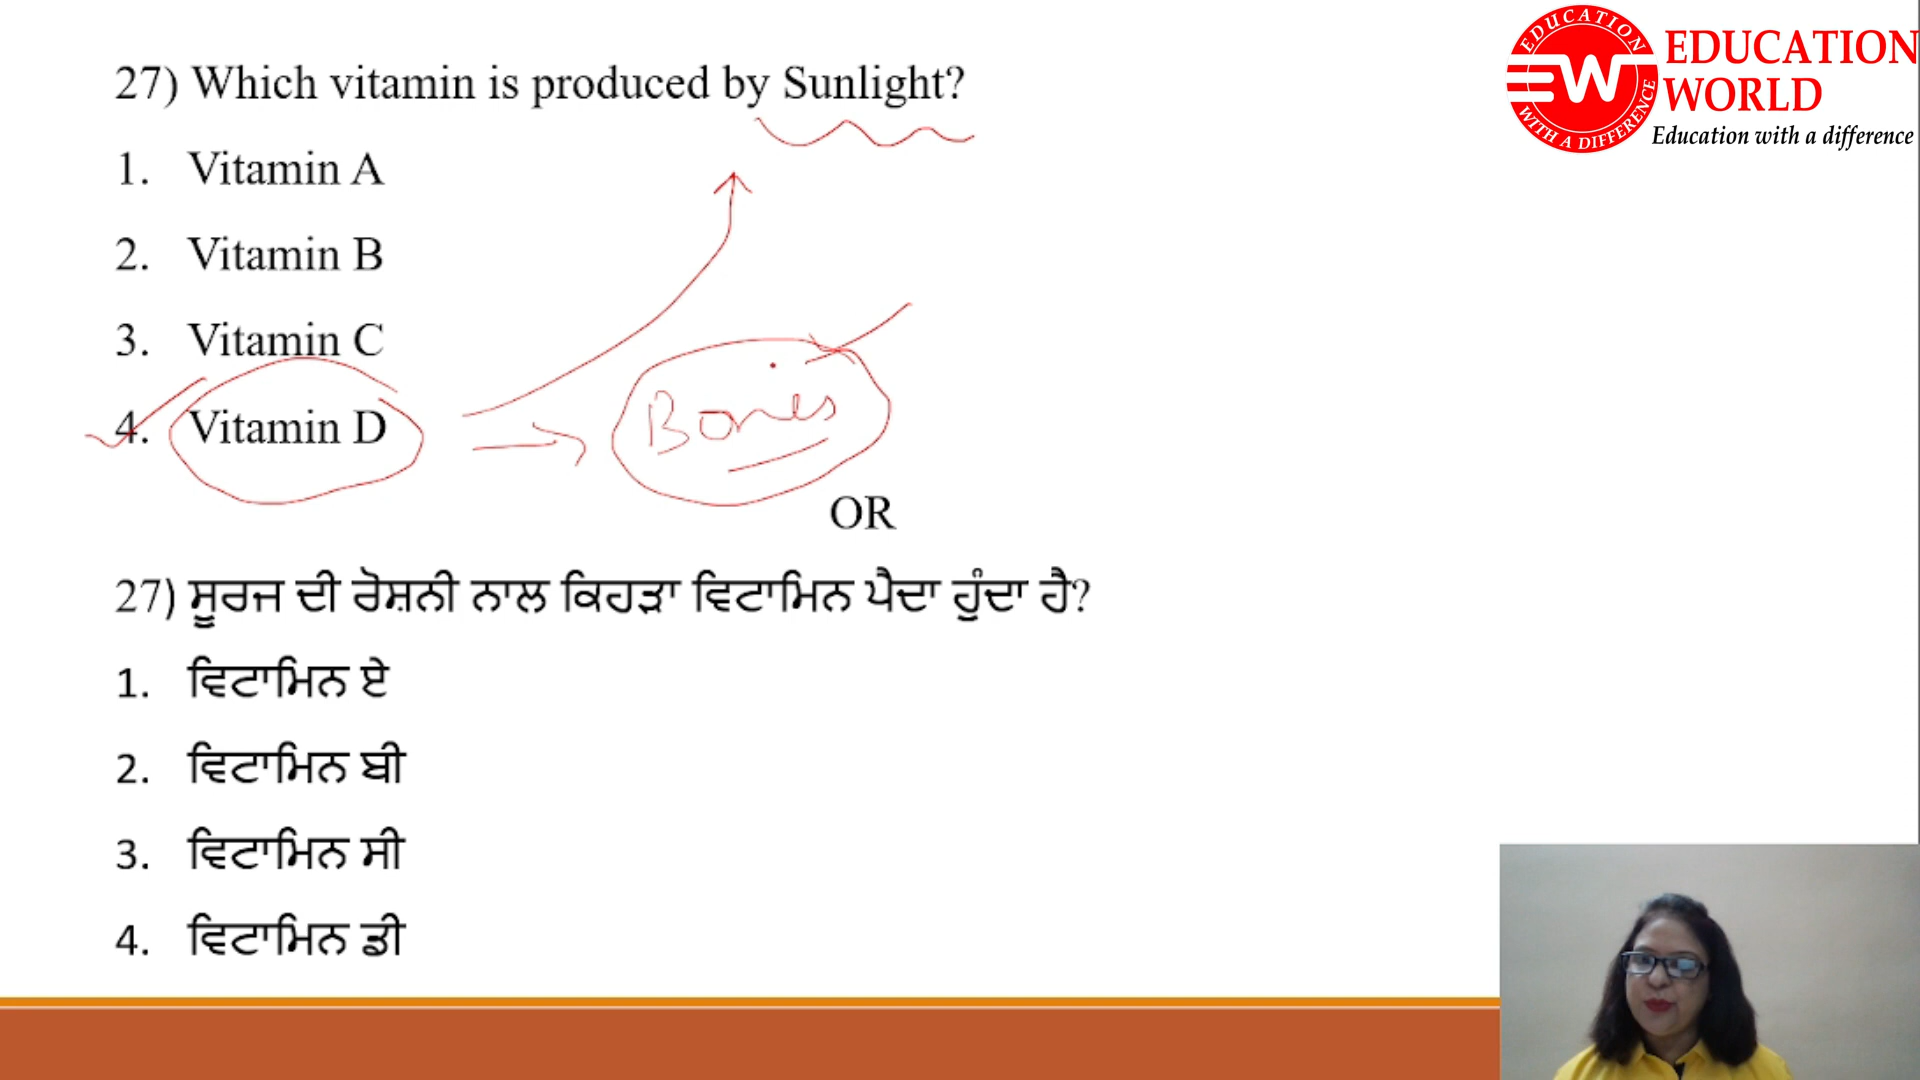 27) Which vitamin is produced by Sunlight?
1. Vitamin A
2. Vitamin B
3. Vitamin C
4. Vitamin D
Bones
OR
27) ਸੂਰਜ ਦੀ ਰੋਸ਼ਨੀ ਨਾਲ ਕਿਹੜਾ ਵਿਟਾਮਿਨ ਪੈਦਾ ਹੁੰਦਾ ਹੈ?
1. ਵਿਟਾਮਿਨ ਏ
2. ਵਿਟਾਮਿਨ ਬੀ
3. ਵਿਟਾਮਿਨ ਸੀ
4. ਵਿਟਾਮਿਨ ਡੀ
EDUCATION
EW
WITH A DIFFERENCE
EDUCATION
WORLD
Education with a difference